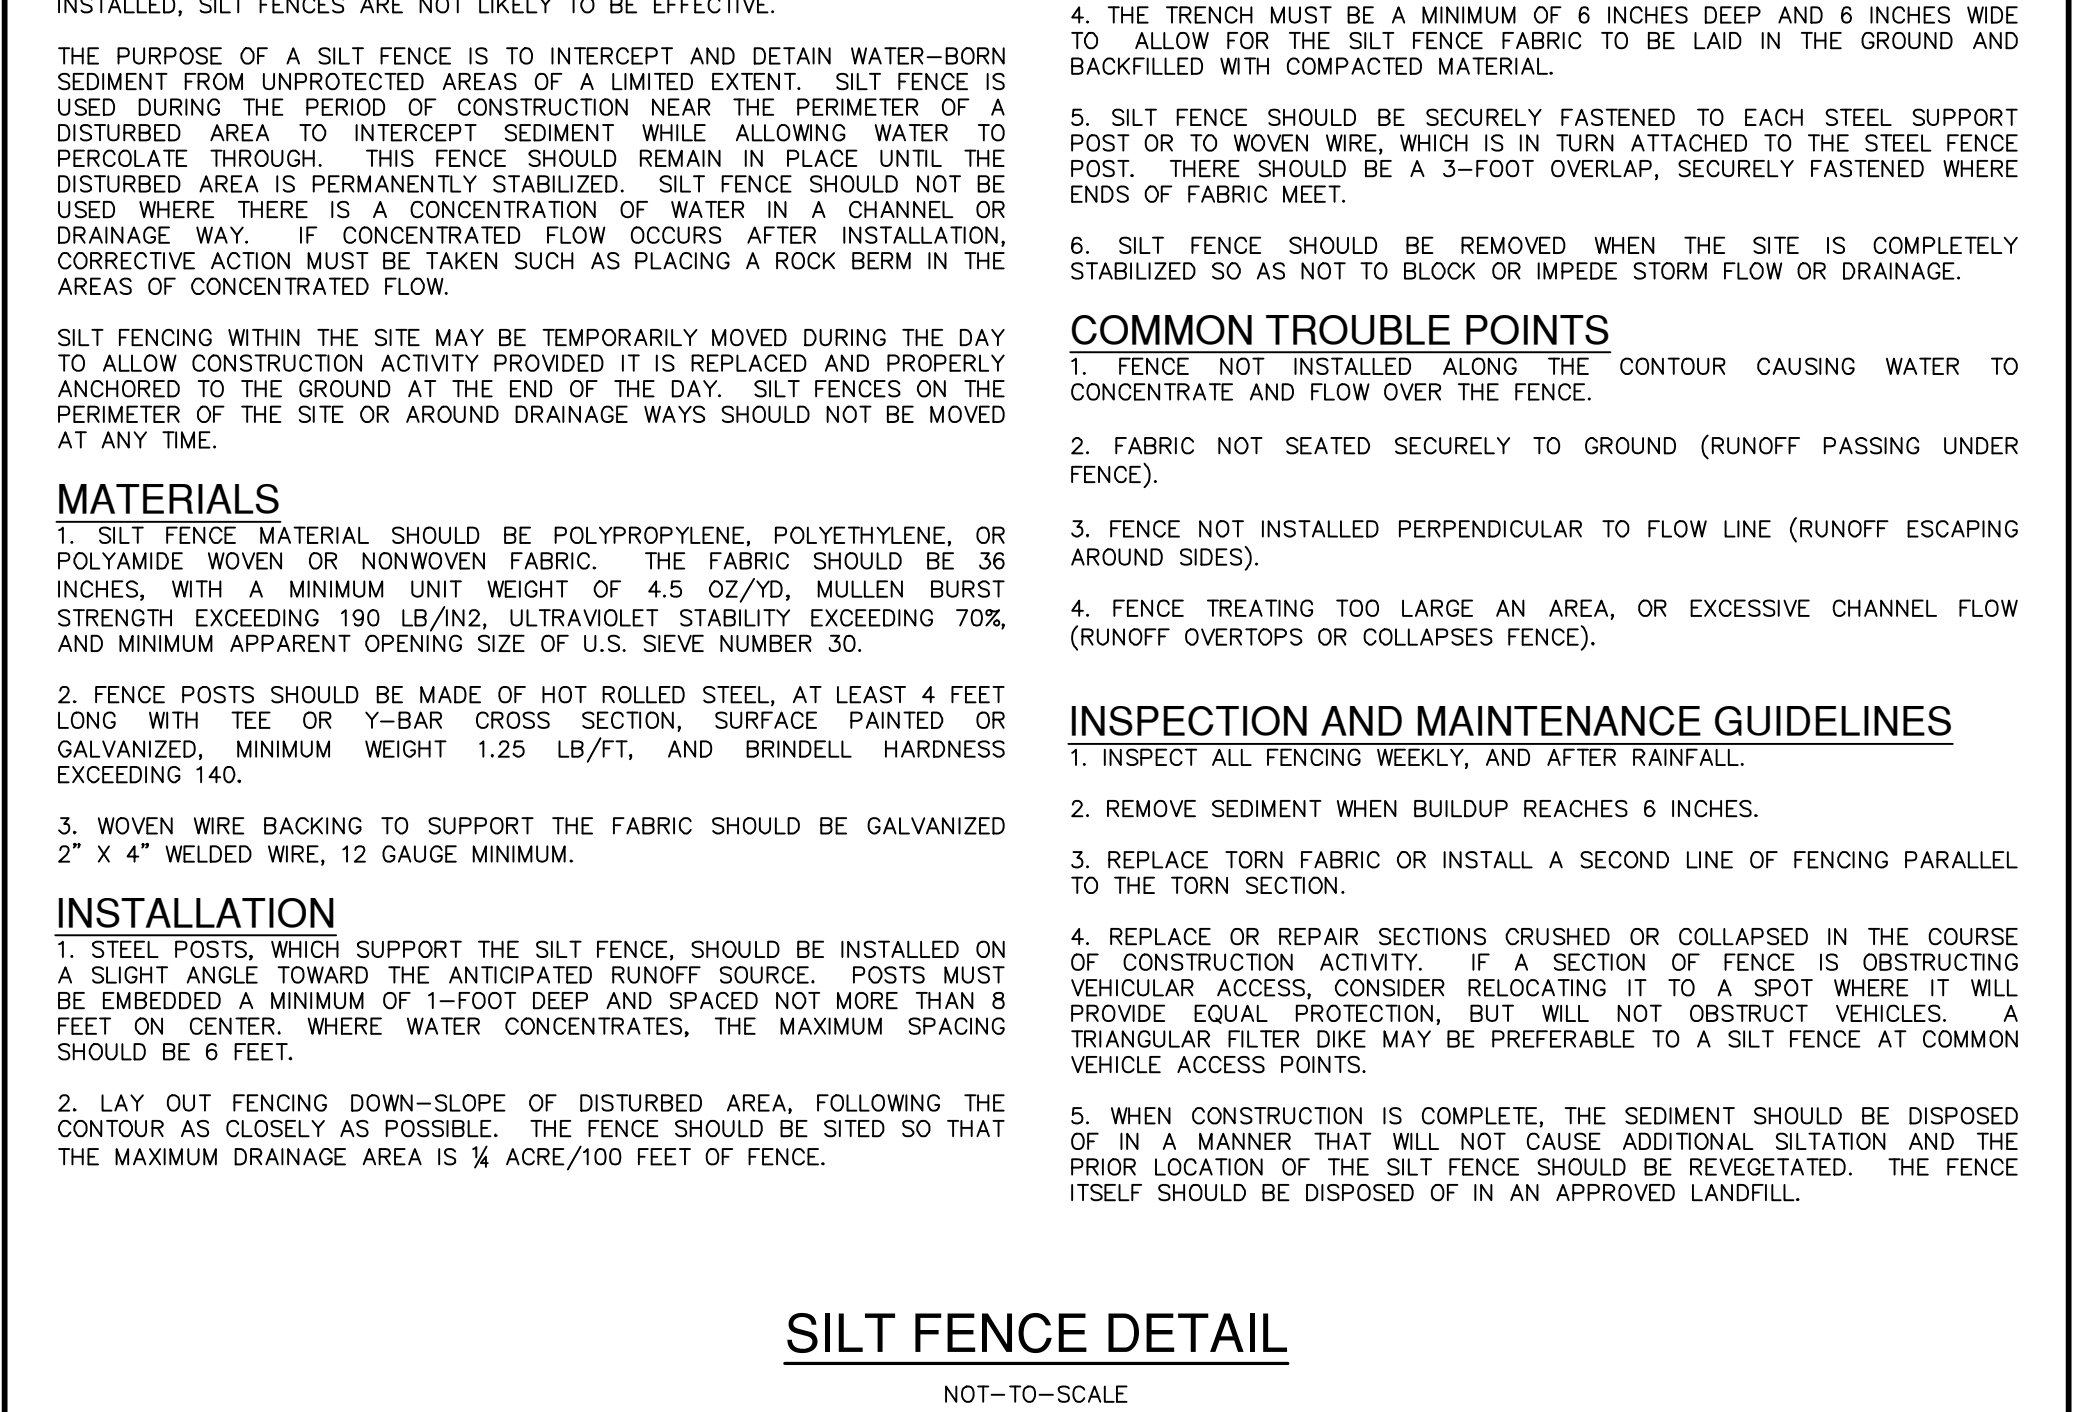 INSTALLED, SILT FENCES ARE NOT LIKELY TO BE EFFECTIVE.
THE PURPOSE OF A SILT FENCE IS TO INTERCEPT AND DETAIN WATER-BORN
SEDIMENT FROM UNPROTECTED AREAS OF A LIMITED EXTENT. SILT FENCE IS
USED DURING THE PERIOD OF CONSTRUCTION NEAR THE PERIMETER OF A
DISTURBED AREA TO INTERCEPT SEDIMENT WHILE ALLOWING WATER TO
PERCOLATE THROUGH. THIS FENCE SHOULD REMAIN IN PLACE UNTIL THE
DISTURBED AREA IS PERMANENTLY STABILIZED. SILT FENCE SHOULD NOT BE
USED WHERE THERE IS A CONCENTRATION OF WATER IN A CHANNEL OR
DRAINAGE WAY. IF CONCENTRATED FLOW OCCURS AFTER INSTALLATION,
CORRECTIVE ACTION MUST BE TAKEN SUCH AS PLACING A ROCK BERM IN THE
AREAS OF CONCENTRATED FLOW.
SILT FENCING WITHIN THE SITE MAY BE TEMPORARILY MOVED DURING THE DAY
TO ALLOW CONSTRUCTION ACTIVITY PROVIDED IT IS REPLACED AND PROPERLY
ANCHORED TO THE GROUND AT THE END OF THE DAY. SILT FENCES ON THE
PERIMETER OF THE SITE OR AROUND DRAINAGE WAYS SHOULD NOT BE MOVED
AT ANY TIME.
MATERIALS
1. SILT FENCE MATERIAL SHOULD BE POLYPROPYLENE, POLYETHYLENE, OR
POLYAMIDE WOVEN OR NONWOVEN FABRIC. THE FABRIC SHOULD BE 36
INCHES, WITH A MINIMUM UNIT WEIGHT OF 4.5 OZ/YD, MULLEN BURST
STRENGTH EXCEEDING 190 LB/IN2, ULTRAVIOLET STABILITY EXCEEDING 70%,
AND MINIMUM APPARENT OPENING SIZE OF U.S. SIEVE NUMBER 30.
2. FENCE POSTS SHOULD BE MADE OF HOT ROLLED STEEL, AT LEAST 4 FEET
LONG WITH TEE OR Y-BAR CROSS SECTION, SURFACE PAINTED OR
GALVANIZED, MINIMUM WEIGHT 1.25 LB/FT, AND BRINDELL HARDNESS
EXCEEDING 140.
3. WOVEN WIRE BACKING TO SUPPORT THE FABRIC SHOULD BE GALVANIZED
2" X 4" WELDED WIRE, 12 GAUGE MINIMUM.
INSTALLATION
1. STEEL POSTS, WHICH SUPPORT THE SILT FENCE, SHOULD BE INSTALLED ON
A SLIGHT ANGLE TOWARD THE ANTICIPATED RUNOFF SOURCE. POSTS MUST
BE EMBEDDED A MINIMUM OF 1-FOOT DEEP AND SPACED NOT MORE THAN 8
FEET ON CENTER. WHERE WATER CONCENTRATES, THE MAXIMUM SPACING
SHOULD BE 6 FEET.
2. LAY OUT FENCING DOWN-SLOPE OF DISTURBED AREA, FOLLOWING THE
CONTOUR AS CLOSELY AS POSSIBLE. THE FENCE SHOULD BE SITED SO THAT
THE MAXIMUM DRAINAGE AREA IS ¼ ACRE/100 FEET OF FENCE.
4. THE TRENCH MUST BE A MINIMUM OF 6 INCHES DEEP AND 6 INCHES WIDE
TO ALLOW FOR THE SILT FENCE FABRIC TO BE LAID IN THE GROUND AND
BACKFILLED WITH COMPACTED MATERIAL.
5. SILT FENCE SHOULD BE SECURELY FASTENED TO EACH STEEL SUPPORT
POST OR TO WOVEN WIRE, WHICH IS IN TURN ATTACHED TO THE STEEL FENCE
POST. THERE SHOULD BE A 3-FOOT OVERLAP, SECURELY FASTENED WHERE
ENDS OF FABRIC MEET.
6. SILT FENCE SHOULD BE REMOVED WHEN THE SITE IS COMPLETELY
STABILIZED SO AS NOT TO BLOCK OR IMPEDE STORM FLOW OR DRAINAGE.
COMMON TROUBLE POINTS
1. FENCE NOT INSTALLED ALONG THE CONTOUR CAUSING WATER TO
CONCENTRATE AND FLOW OVER THE FENCE.
2. FABRIC NOT SEATED SECURELY TO GROUND (RUNOFF PASSING UNDER
FENCE).
3. FENCE NOT INSTALLED PERPENDICULAR TO FLOW LINE (RUNOFF ESCAPING
AROUND SIDES).
4. FENCE TREATING TOO LARGE AN AREA, OR EXCESSIVE CHANNEL FLOW
(RUNOFF OVERTOPS OR COLLAPSES FENCE).
INSPECTION AND MAINTENANCE GUIDELINES
1. INSPECT ALL FENCING WEEKLY, AND AFTER RAINFALL.
2. REMOVE SEDIMENT WHEN BUILDUP REACHES 6 INCHES.
3. REPLACE TORN FABRIC OR INSTALL A SECOND LINE OF FENCING PARALLEL
TO THE TORN SECTION.
4. REPLACE OR REPAIR SECTIONS CRUSHED OR COLLAPSED IN THE COURSE
OF CONSTRUCTION ACTIVITY. IF A SECTION OF FENCE IS OBSTRUCTING
VEHICULAR ACCESS, CONSIDER RELOCATING IT TO A SPOT WHERE IT WILL
PROVIDE EQUAL PROTECTION, BUT WILL NOT OBSTRUCT VEHICLES. A
TRIANGULAR FILTER DIKE MAY BE PREFERABLE TO A SILT FENCE AT COMMON
VEHICLE ACCESS POINTS.
5. WHEN CONSTRUCTION IS COMPLETE, THE SEDIMENT SHOULD BE DISPOSED
OF IN A MANNER THAT WILL NOT CAUSE ADDITIONAL SILTATION AND THE
PRIOR LOCATION OF THE SILT FENCE SHOULD BE REVEGETATED. THE FENCE
ITSELF SHOULD BE DISPOSED OF IN AN APPROVED LANDFILL.
SILT FENCE DETAIL
NOT-TO-SCALE